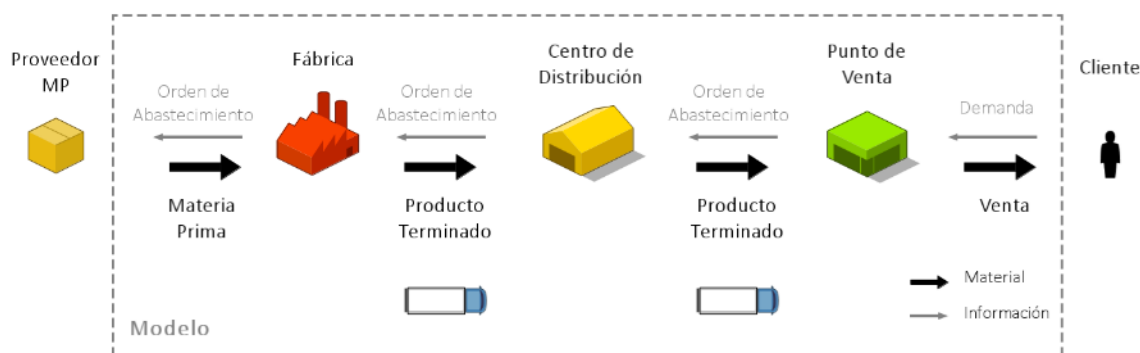 Proveedor
MP
Fábrica
Centro de
Distribución
Punto de
Venta
Cliente
Orden de
Abastecimiento
Orden de
Abastecimiento
Orden de
Abastecimiento
Demanda
Materia
Prima
Producto
Terminado
Producto
Terminado
Venta
Material
Información
Modelo